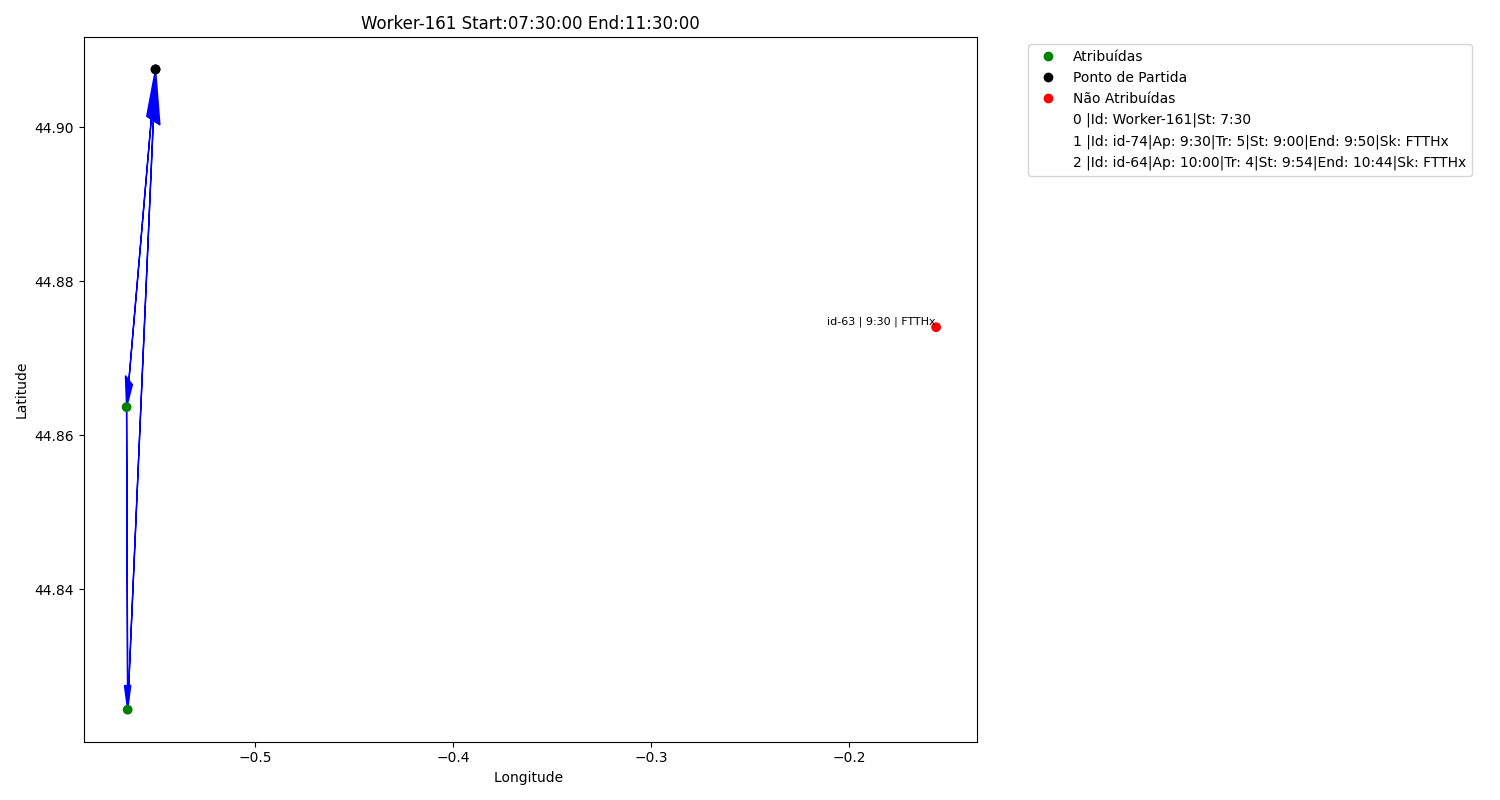 Worker-161 Start:07:30:00 End:11:30:00
Atribuídas
Ponto de Partida
Não Atribuídas
0 |Id: Worker-161|St: 7:30
1 |Id: id-74|Ap: 9:30|Tr: 5|St: 9:00|End: 9:50|Sk: FTTHx
2 |Id: id-64|Ap: 10:00|Tr: 4|St: 9:54|End: 10:44|Sk: FTTHx
44.90
44.88
44.86
44.84
Latitude
id-63 | 9:30 | FTTHx
−0.5
−0.4
−0.3
−0.2
Longitude